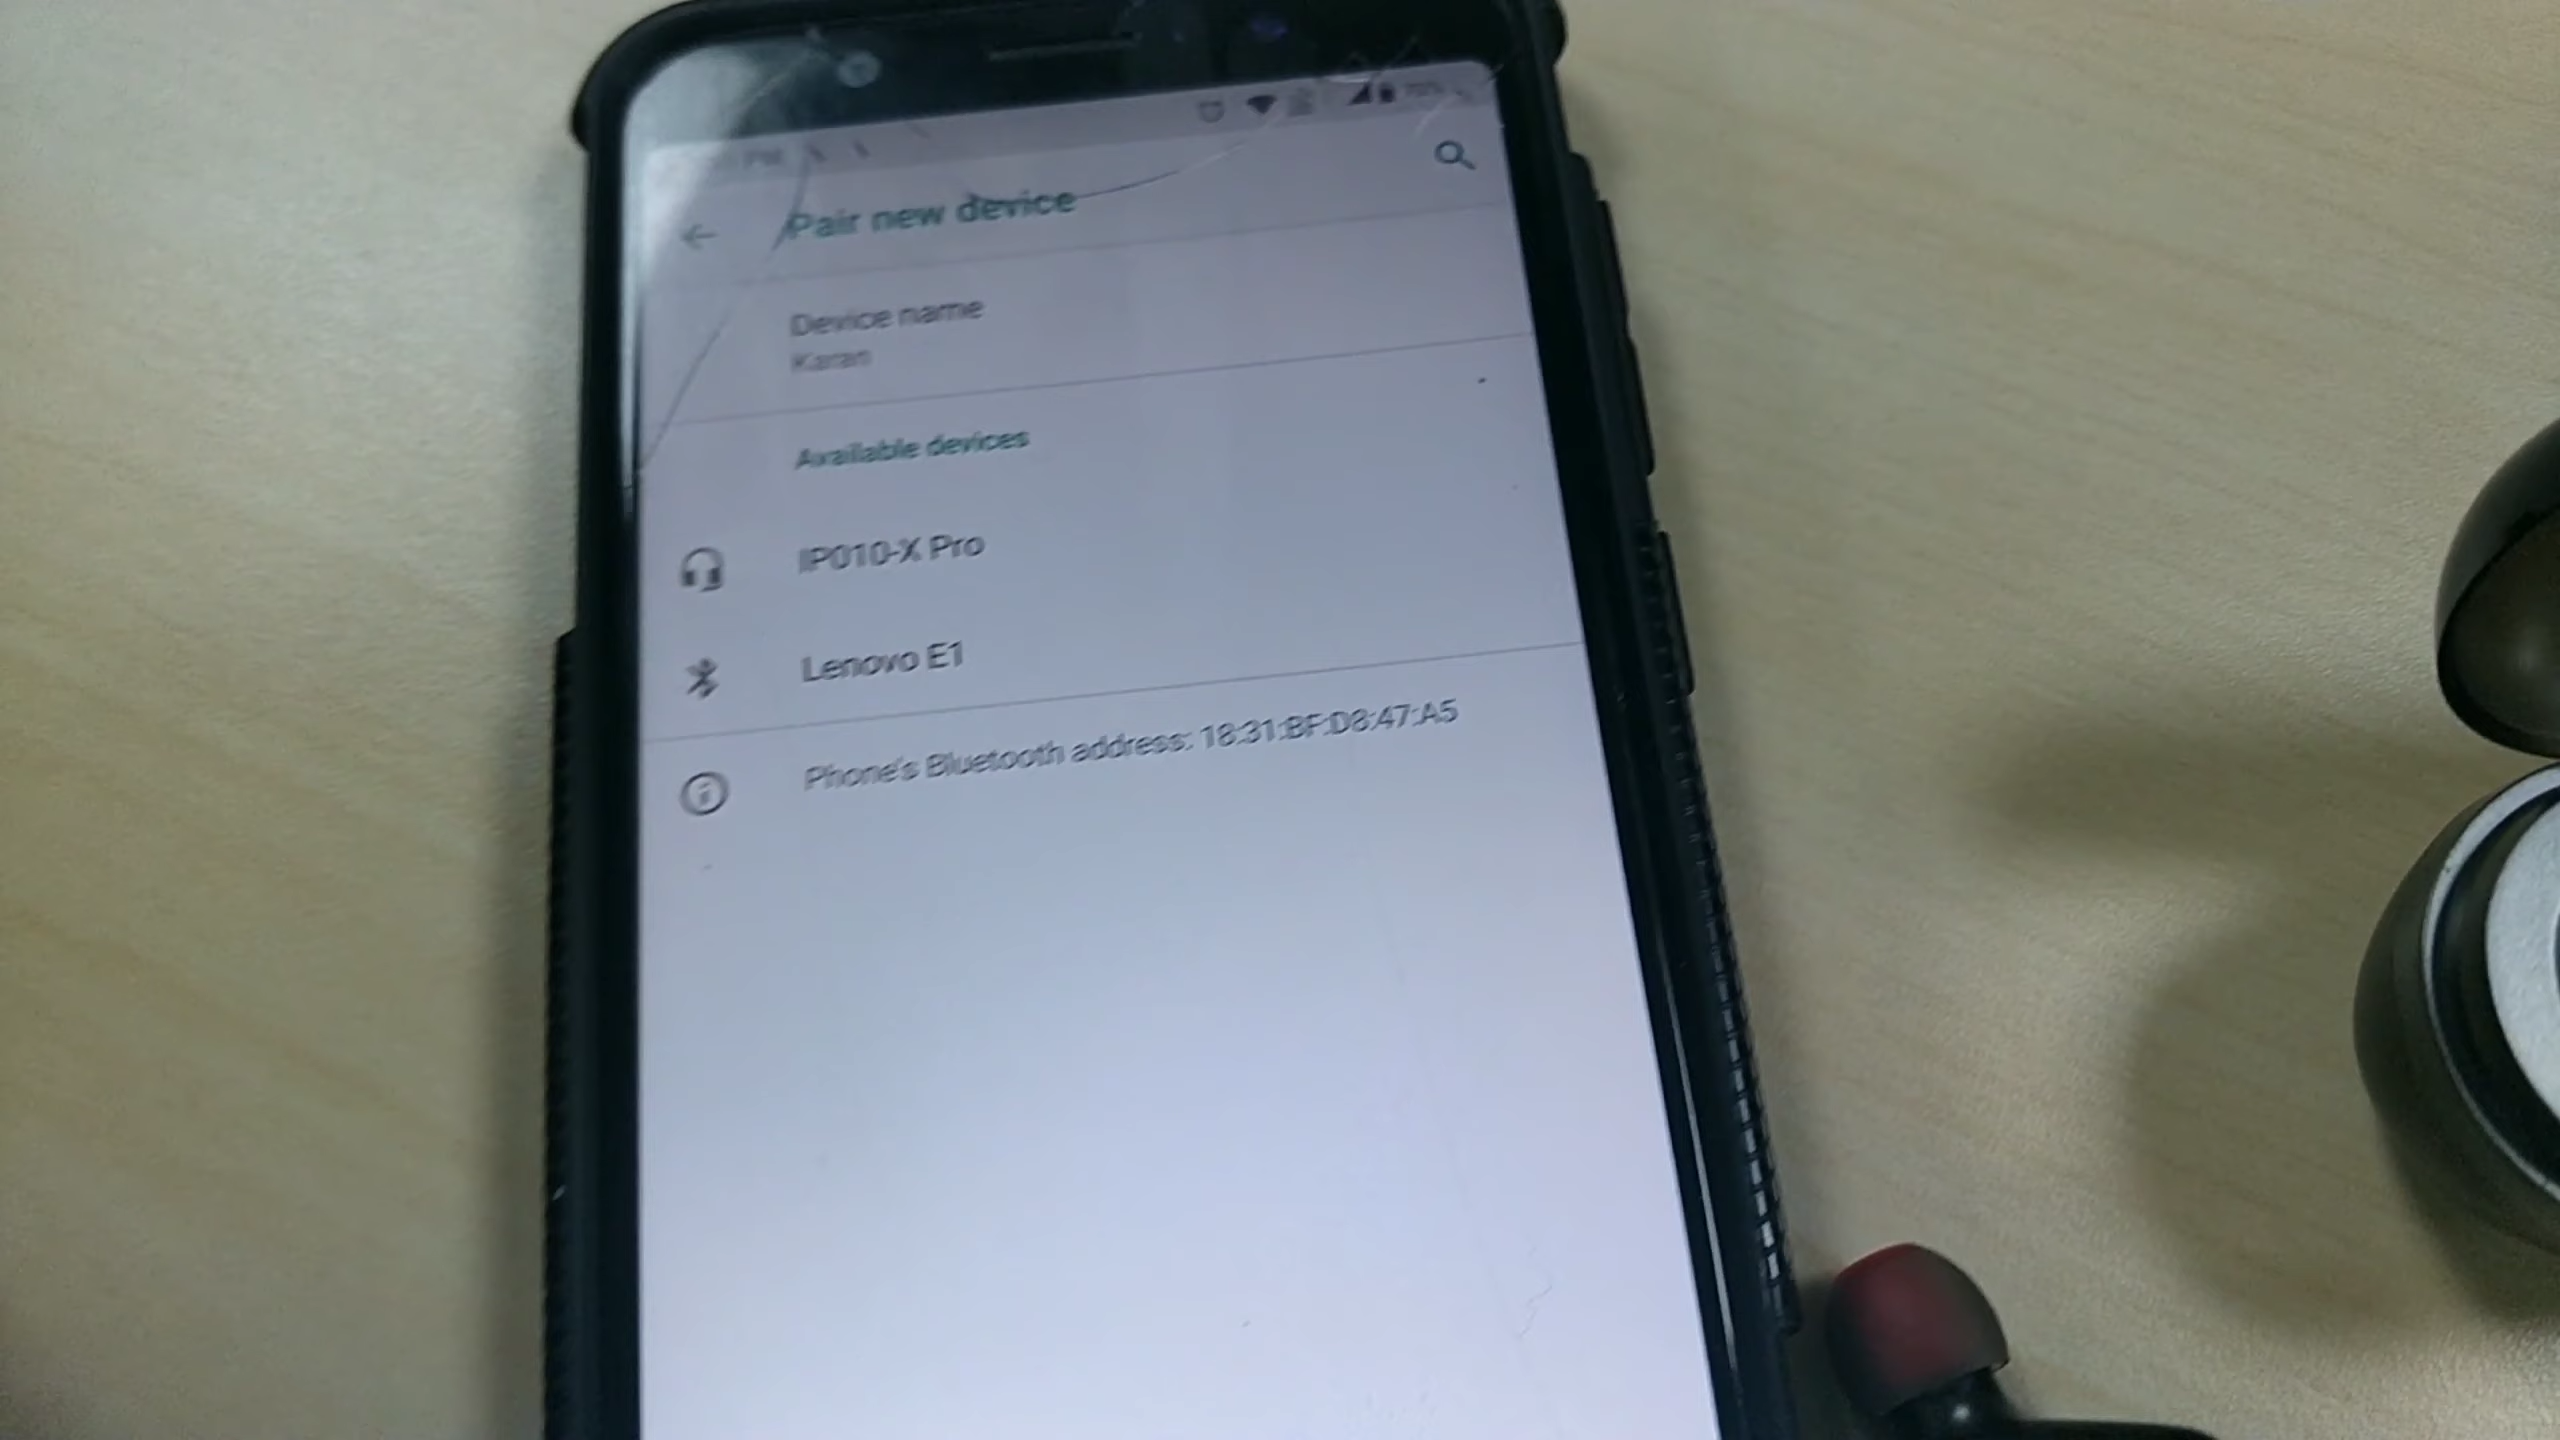 PM
Pair new device
Device name
Karan
Available devices
IP010-X Pro
Lenovo E1
Phone's Bluetooth address: 18:31:BF:D8:47:A5